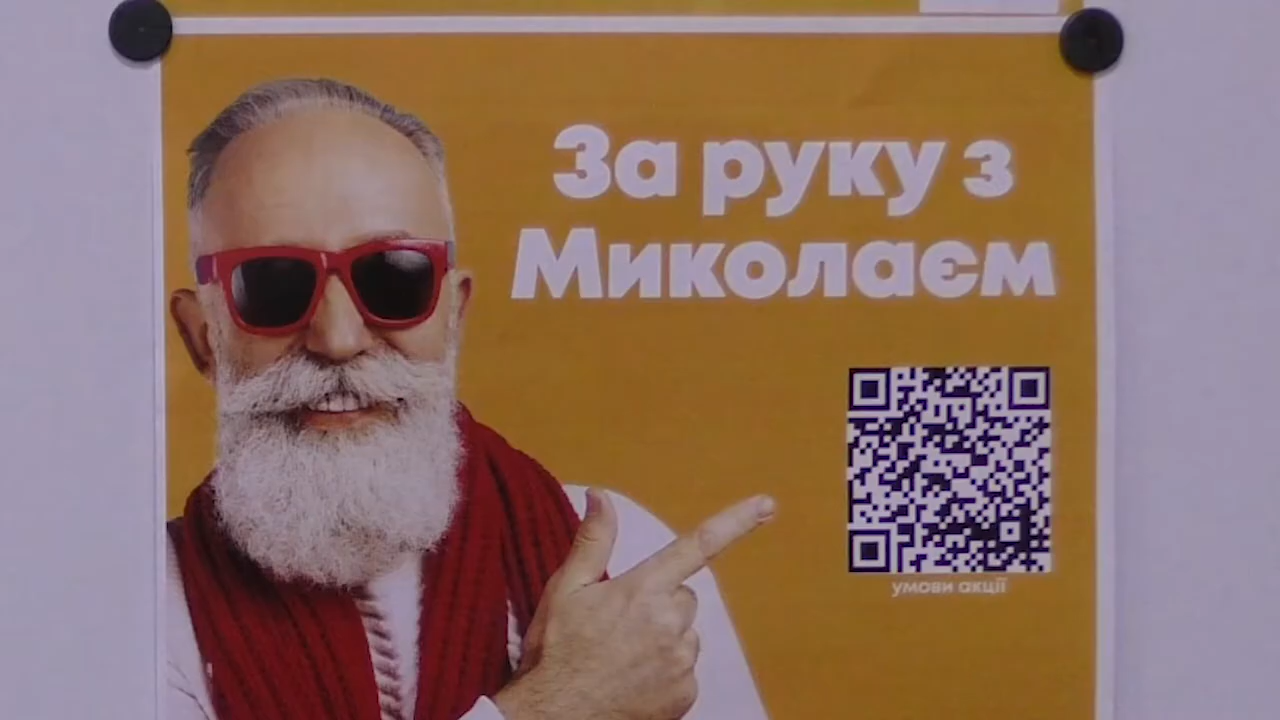 За руку з
Миколаєм
умови акції